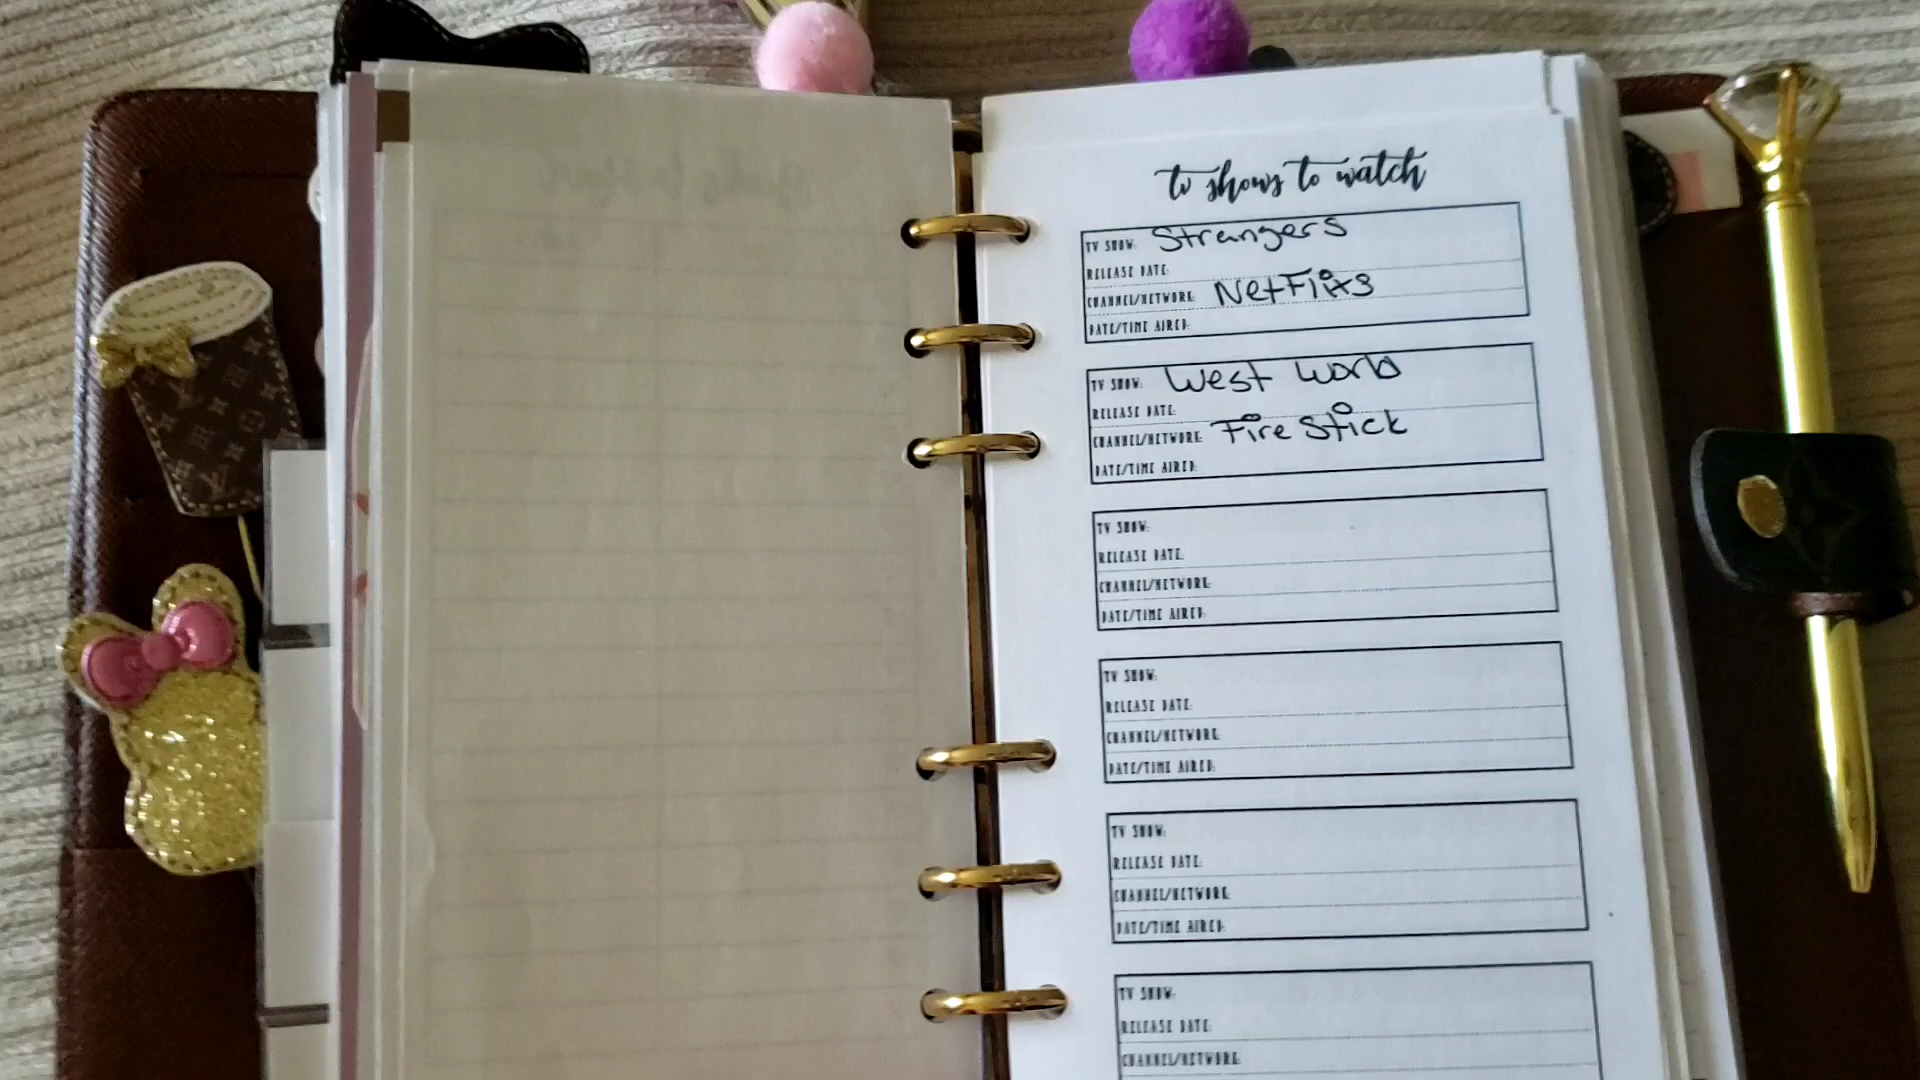 tv shows to watch
TV SHOW: Strangers
RELEASE DATE:
CHANNEL/NETWORK: NetFlixs
DATE/TIME AIRED:
TV SHOW: West World
RELEASE DATE:
CHANNEL/NETWORK: Fire Stick
DATE/TIME AIRED:
TV SHOW:
RELEASE DATE:
CHANNEL/NETWORK:
DATE/TIME AIRED:
TV SHOW:
RELEASE DATE:
CHANNEL/NETWORK:
DATE/TIME AIRED:
TV SHOW:
RELEASE DATE:
CHANNEL/NETWORK:
DATE/TIME AIRED:
TV SHOW:
RELEASE DATE:
CHANNEL/NETWORK: